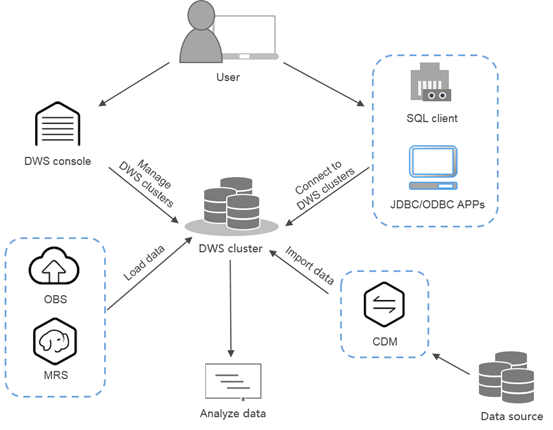 User
SQL client
DWS console
JDBC/ODBC APPs
Manage
DWS clusters
Connect to
DWS clusters
DWS cluster
Load data
Import data
OBS
MRS
CDM
Analyze data
Data source